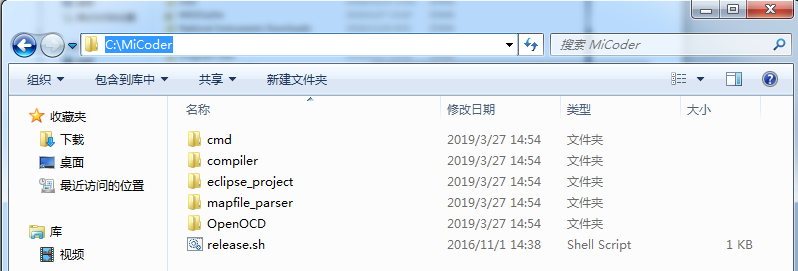 C:\MiCoder
搜索 MiCoder
组织 包含到库中 共享 新建文件夹
收藏夹
下载
桌面
最近访问的位置
库
视频
名称 修改日期 类型 大小
cmd 2019/3/27 14:54 文件夹
compiler 2019/3/27 14:54 文件夹
eclipse_project 2019/3/27 14:54 文件夹
mapfile_parser 2019/3/27 14:54 文件夹
OpenOCD 2019/3/27 14:54 文件夹
release.sh 2016/11/1 14:38 Shell Script 1 KB